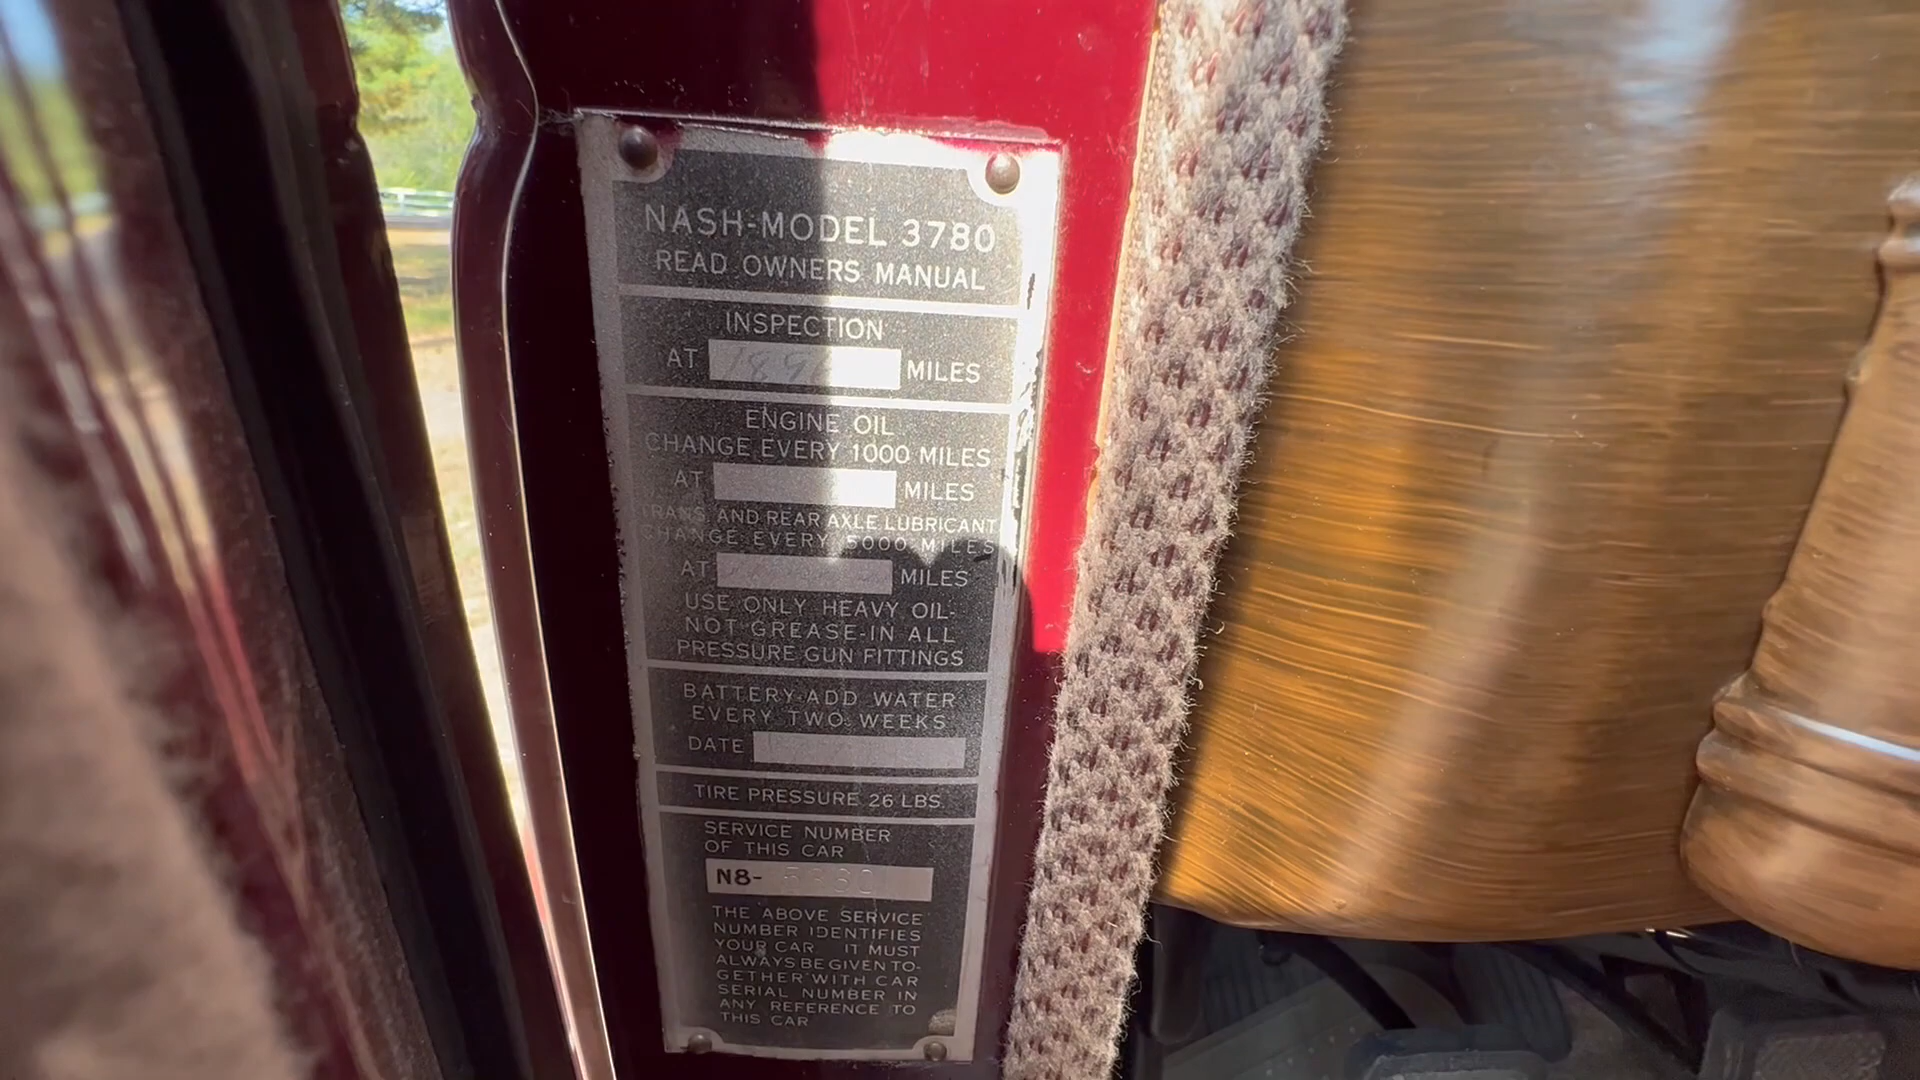 NASH-MODEL 3780
READ OWNERS MANUAL
INSPECTION
AT MILES
ENGINE OIL
CHANGE EVERY 1000 MILES
AT MILES
TRANS. AND REAR AXLE LUBRICANT
CHANGE EVERY 5000 MILES
AT MILES
USE ONLY HEAVY OIL-
NOT GREASE-IN ALL
PRESSURE GUN FITTINGS
BATTERY-ADD WATER
EVERY TWO WEEKS
DATE
TIRE PRESSURE 26 LBS.
SERVICE NUMBER
OF THIS CAR
N8-
THE ABOVE SERVICE
NUMBER IDENTIFIES
YOUR CAR IT MUST
ALWAYS BE GIVEN TO-
GETHER WITH CAR
SERIAL NUMBER IN
ANY REFERENCE TO
THIS CAR